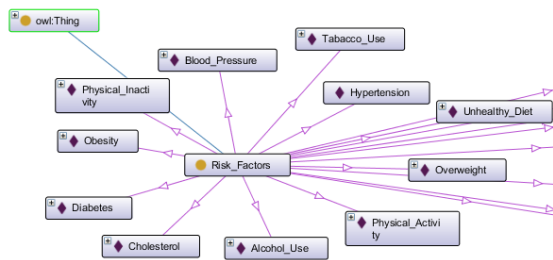 owl:Thing
Tabacco_Use
Blood_Pressure
Physical_Inacti
vity
Hypertension
Unhealthy_Diet
Obesity
Risk_Factors
Overweight
Diabetes
Physical_Activi
ty
Cholesterol
Alcohol_Use